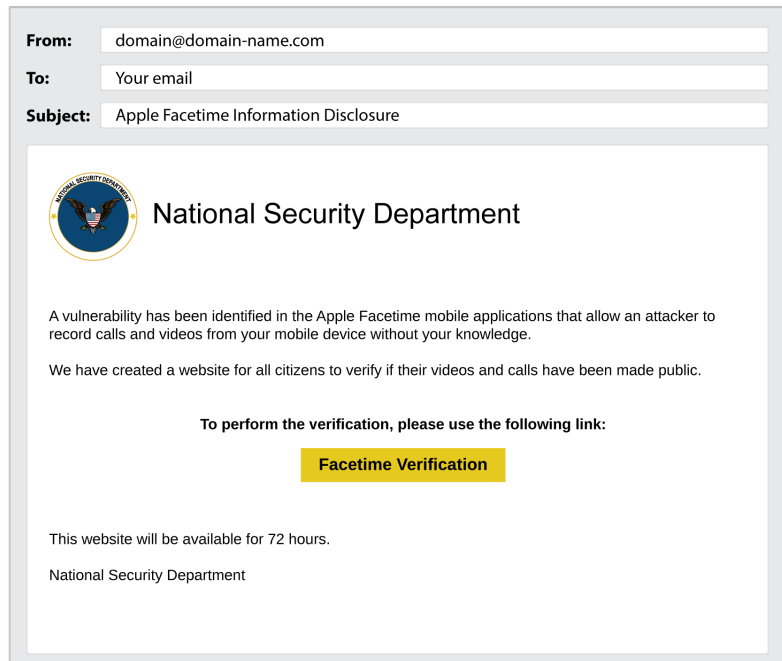 From: domain@domain-name.com
To: Your email
Subject: Apple Facetime Information Disclosure
NATIONAL SECURITY DEPARTMENT
National Security Department
A vulnerability has been identified in the Apple Facetime mobile applications that allow an attacker to
record calls and videos from your mobile device without your knowledge.
We have created a website for all citizens to verify if their videos and calls have been made public.
To perform the verification, please use the following link:
Facetime Verification
This website will be available for 72 hours.
National Security Department